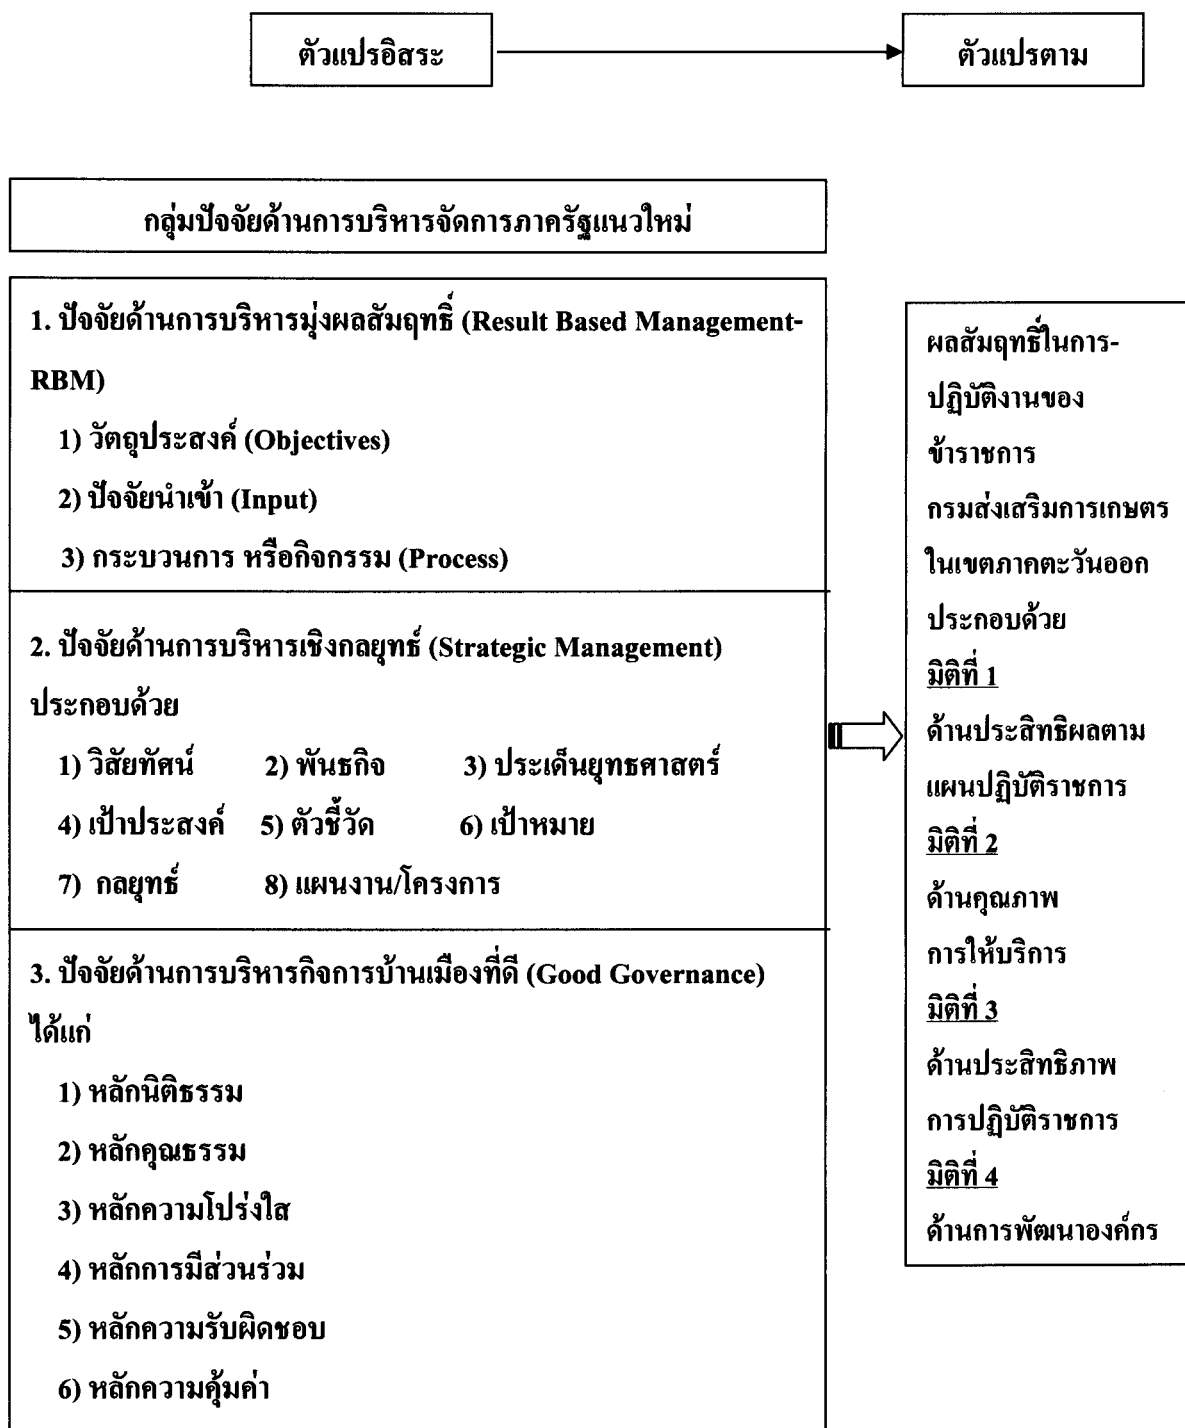 ตัวแปรอิสระ
ตัวแปรตาม
กลุ่มปัจจัยด้านการบริหารจัดการภาครัฐแนวใหม่
1. ปัจจัยด้านการบริหารมุ่งผลสัมฤทธิ์ (Result Based Management-
RBM)
1) วัตถุประสงค์ (Objectives)
2) ปัจจัยนำเข้า (Input)
3) กระบวนการ หรือกิจกรรม (Process)
2. ปัจจัยด้านการบริหารเชิงกลยุทธ์ (Strategic Management)
ประกอบด้วย
1) วิสัยทัศน์ 2) พันธกิจ 3) ประเด็นยุทธศาสตร์
4) เป้าประสงค์ 5) ตัวชี้วัด 6) เป้าหมาย
7) กลยุทธ์ 8) แผนงาน/โครงการ
3. ปัจจัยด้านการบริหารกิจการบ้านเมืองที่ดี (Good Governance)
ได้แก่
1) หลักนิติธรรม
2) หลักคุณธรรม
3) หลักความโปร่งใส
4) หลักการมีส่วนร่วม
5) หลักความรับผิดชอบ
6) หลักความคุ้มค่า
ผลสัมฤทธิ์ในการ-
ปฏิบัติงานของ
ข้าราชการ
กรมส่งเสริมการเกษตร
ในเขตภาคตะวันออก
ประกอบด้วย
มิติที่ 1
ด้านประสิทธิผลตาม
แผนปฏิบัติราชการ
มิติที่ 2
ด้านคุณภาพ
การให้บริการ
มิติที่ 3
ด้านประสิทธิภาพ
การปฏิบัติราชการ
มิติที่ 4
ด้านการพัฒนาองค์กร